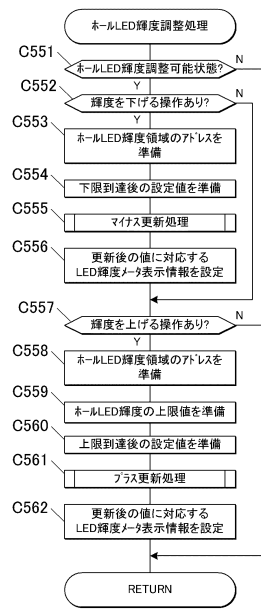 ホールLED輝度調整処理
C551
ホールLED輝度調整可能状態?
N
Y
C552
輝度を下げる操作あり?
N
Y
C553
ホールLED輝度領域のアドレスを
準備
C554
下限到達後の設定値を準備
C555
マイナス更新処理
C556
更新後の値に対応する
LED輝度メータ表示情報を設定
C557
輝度を上げる操作あり?
N
Y
C558
ホールLED輝度領域のアドレスを
準備
C559
ホールLED輝度の上限値を準備
C560
上限到達後の設定値を準備
C561
プラス更新処理
C562
更新後の値に対応する
LED輝度メータ表示情報を設定
RETURN